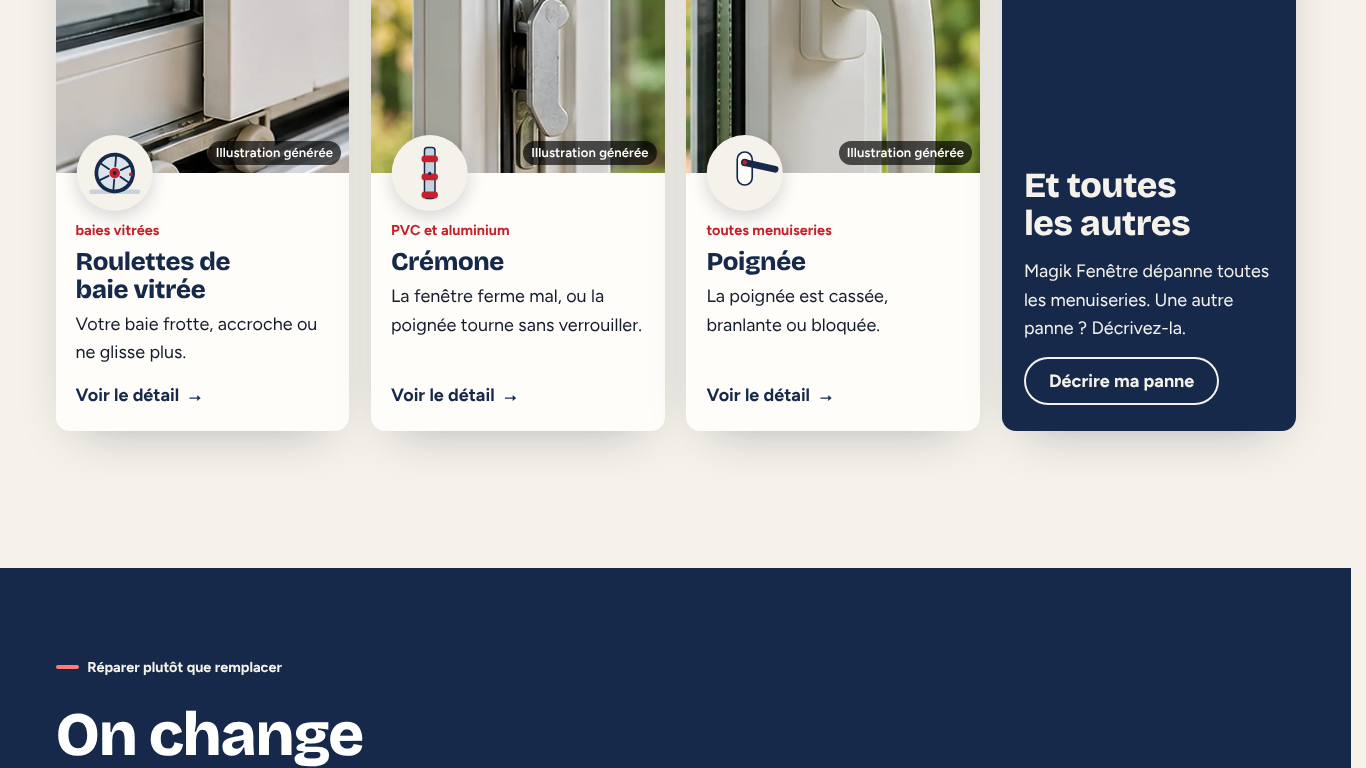 Illustration générée
baies vitrées
Roulettes de
baie vitrée
Votre baie frotte, accroche ou
ne glisse plus.
Voir le détail →
Illustration générée
PVC et aluminium
Crémone
La fenêtre ferme mal, ou la
poignée tourne sans verrouiller.
Voir le détail →
Illustration générée
toutes menuiseries
Poignée
La poignée est cassée,
branlante ou bloquée.
Voir le détail →
Et toutes
les autres
Magik Fenêtre dépanne toutes
les menuiseries. Une autre
panne ? Décrivez-la.
Décrire ma panne
Réparer plutôt que remplacer
On change